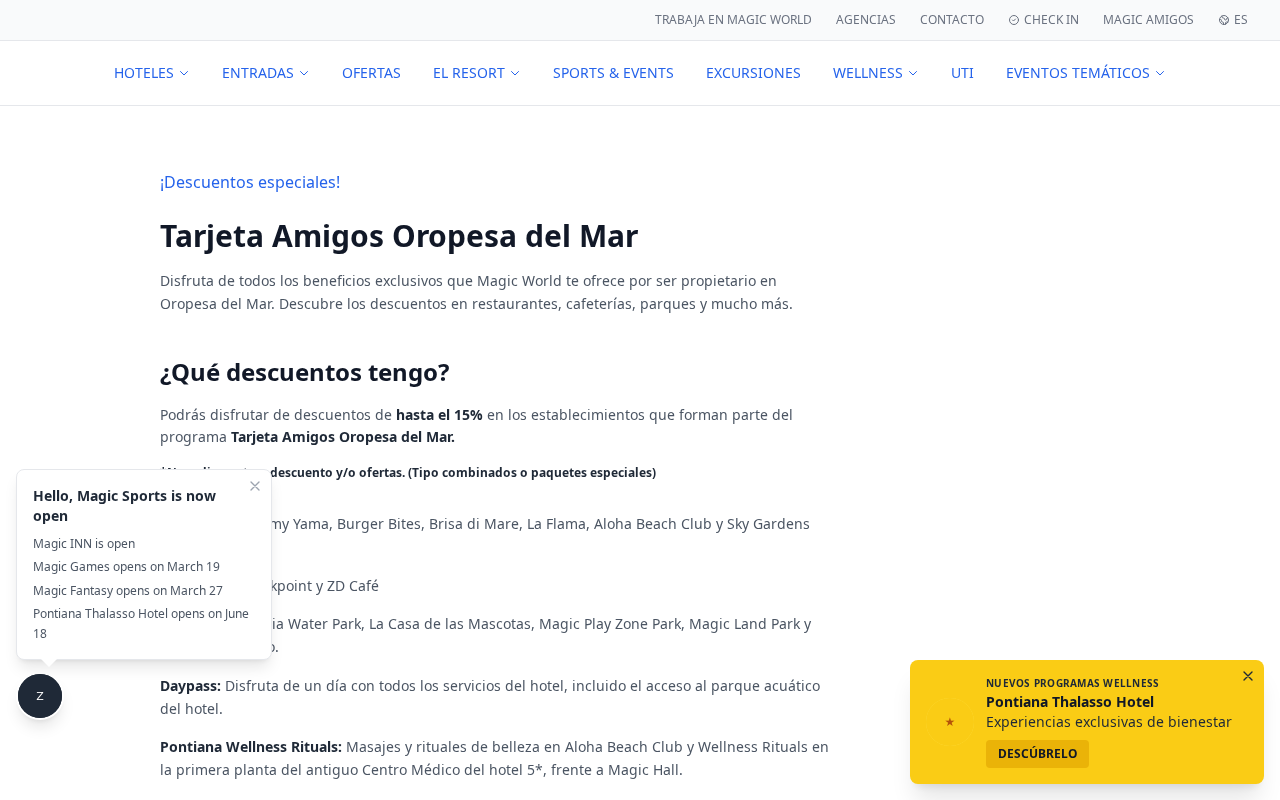 TRABAJA EN MAGIC WORLD AGENCIAS CONTACTO CHECK IN MAGIC AMIGOS ES
HOTELES ENTRADAS OFERTAS EL RESORT SPORTS & EVENTS EXCURSIONES WELLNESS UTI EVENTOS TEMÁTICOS
¡Descuentos especiales!
Tarjeta Amigos Oropesa del Mar
Disfruta de todos los beneficios exclusivos que Magic World te ofrece por ser propietario en
Oropesa del Mar. Descubre los descuentos en restaurantes, cafeterías, parques y mucho más.
¿Qué descuentos tengo?
Podrás disfrutar de descuentos de hasta el 15% en los establecimientos que forman parte del
programa Tarjeta Amigos Oropesa del Mar.
descuento y/o ofertas. (Tipo combinados o paquetes especiales)
my Yama, Burger Bites, Brisa di Mare, La Flama, Aloha Beach Club y Sky Gardens
kpoint y ZD Café
ia Water Park, La Casa de las Mascotas, Magic Play Zone Park, Magic Land Park y
Daypass: Disfruta de un día con todos los servicios del hotel, incluido el acceso al parque acuático
del hotel.
Pontiana Wellness Rituals: Masajes y rituales de belleza en Aloha Beach Club y Wellness Rituals en
la primera planta del antiguo Centro Médico del hotel 5*, frente a Magic Hall.
Hello, Magic Sports is now
open
Magic INN is open
Magic Games opens on March 19
Magic Fantasy opens on March 27
Pontiana Thalasso Hotel opens on June
18
Z
NUEVOS PROGRAMAS WELLNESS
Pontiana Thalasso Hotel
Experiencias exclusivas de bienestar
DESCÚBRELO